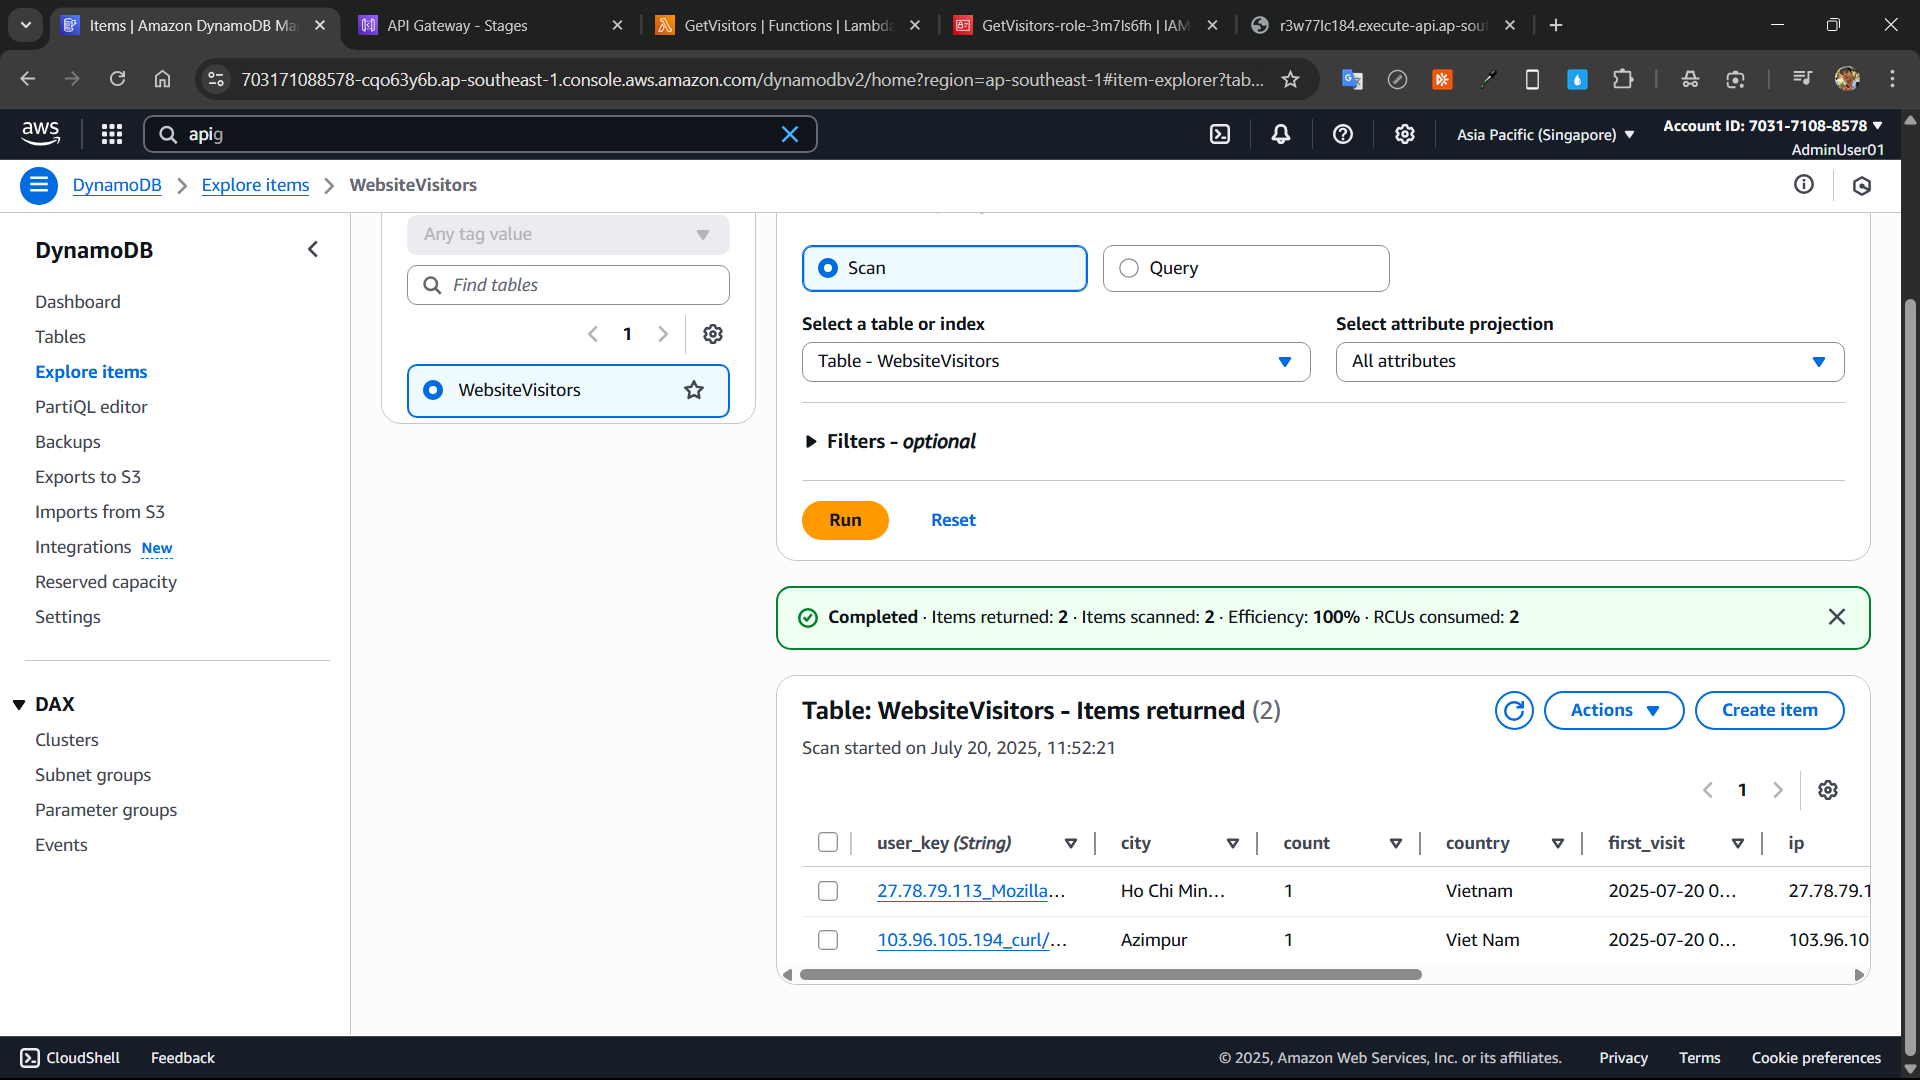 Items | Amazon DynamoDB Ma
API Gateway - Stages
GetVisitors | Functions | Lambda
GetVisitors-role-3m7ls6fh | IAM
r3w77lc184.execute-api.ap-sout
703171088578-cqo63y6b.ap-southeast-1.console.aws.amazon.com/dynamodbv2/home?region=ap-southeast-1#item-explorer?tab...
aws
apig
Asia Pacific (Singapore)
Account ID: 7031-7108-8578
AdminUser01
DynamoDB
Explore items
WebsiteVisitors
DynamoDB
Dashboard
Tables
Explore items
PartiQL editor
Backups
Exports to S3
Imports from S3
Integrations New
Reserved capacity
Settings
DAX
Clusters
Subnet groups
Parameter groups
Events
Any tag value
Find tables
1
WebsiteVisitors
Scan
Query
Select a table or index
Select attribute projection
Table - WebsiteVisitors
All attributes
Filters - optional
Run
Reset
Completed · Items returned: 2 · Items scanned: 2 · Efficiency: 100% · RCUs consumed: 2
Table: WebsiteVisitors - Items returned (2)
Actions
Create item
Scan started on July 20, 2025, 11:52:21
1
user_key (String) city count country first_visit ip
27.78.79.113_Mozilla... Ho Chi Min... 1 Vietnam 2025-07-20 0... 27.78.79.1
103.96.105.194_curl/... Azimpur 1 Viet Nam 2025-07-20 0... 103.96.10
CloudShell
Feedback
© 2025, Amazon Web Services, Inc. or its affiliates.
Privacy
Terms
Cookie preferences